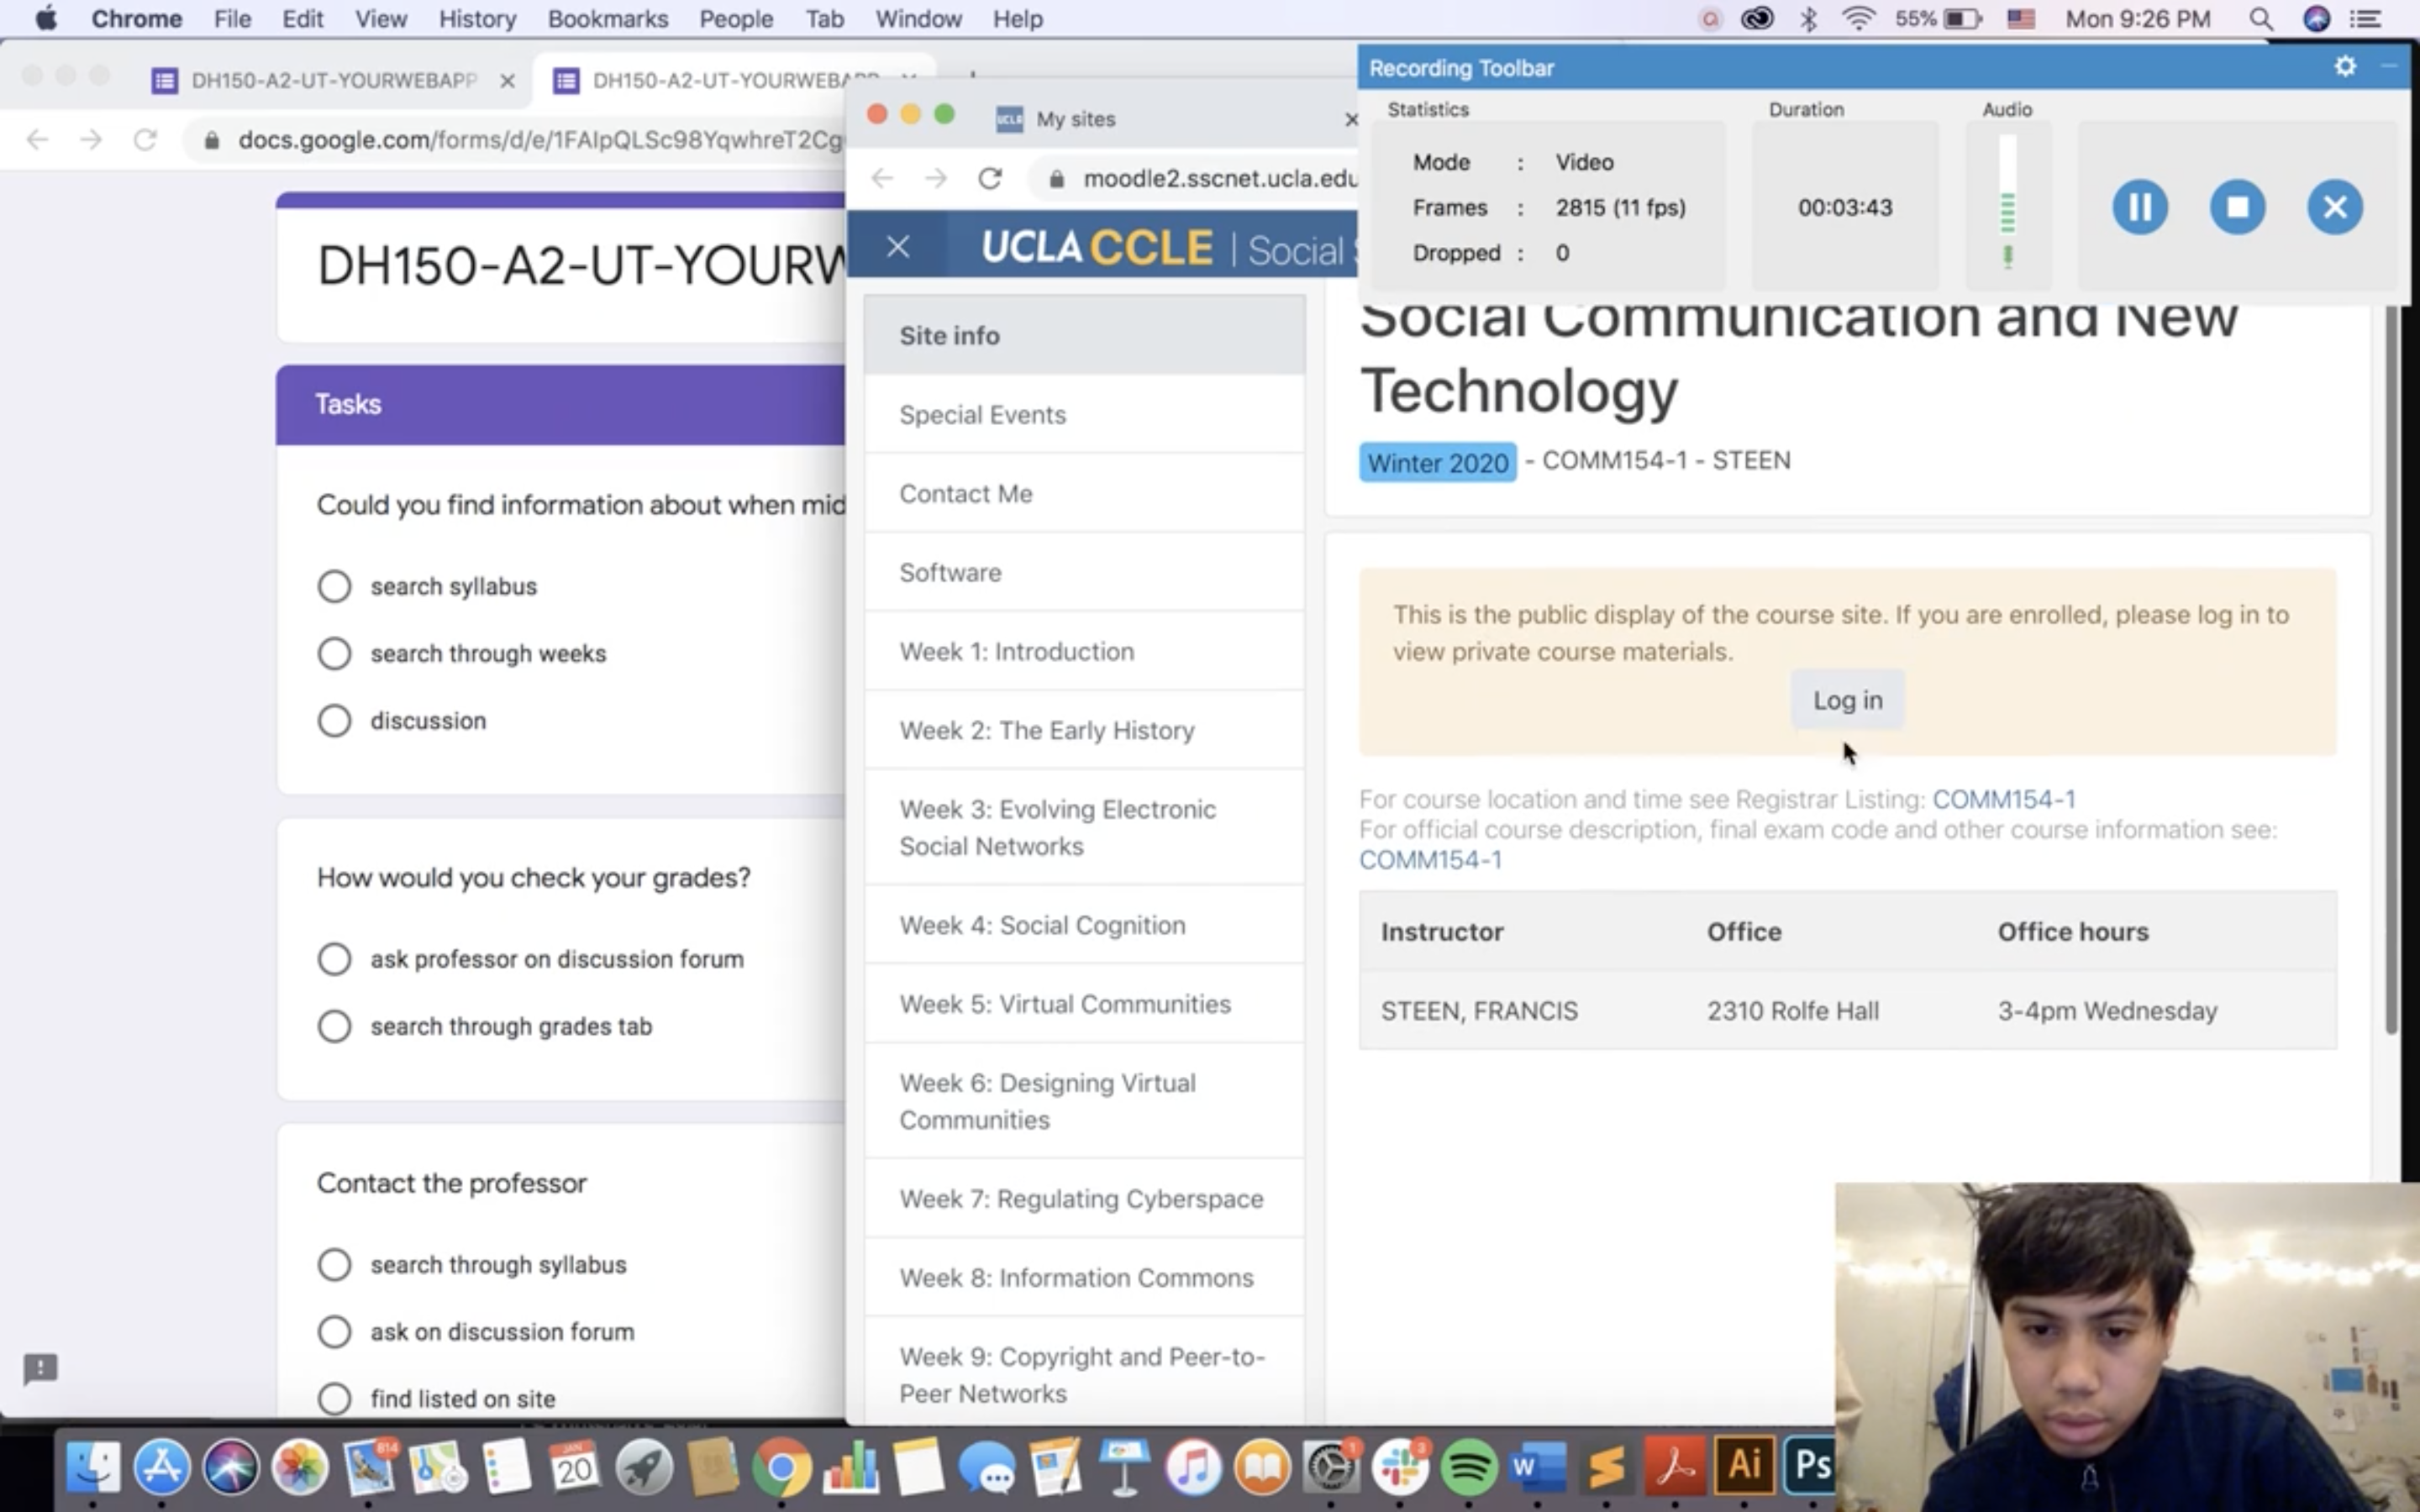 Chrome File Edit View History Bookmarks People Tab Window Help 55% Mon 9:26 PM
DH150-A2-UT-YOURWEBAPP
DH150-A2-UT-YOURWEBAPP
docs.google.com/forms/d/e/1FAIpQLSc98YqwhreT2Cg
DH150-A2-UT-YOURW
Tasks
Could you find information about when mid
search syllabus
search through weeks
discussion
How would you check your grades?
ask professor on discussion forum
search through grades tab
Contact the professor
search through syllabus
ask on discussion forum
find listed on site
UCLA My sites
moodle2.sscnet.ucla.edu
UCLA CCLE | Social
Site info
Special Events
Contact Me
Software
Week 1: Introduction
Week 2: The Early History
Week 3: Evolving Electronic
Social Networks
Week 4: Social Cognition
Week 5: Virtual Communities
Week 6: Designing Virtual
Communities
Week 7: Regulating Cyberspace
Week 8: Information Commons
Week 9: Copyright and Peer-to-
Peer Networks
Recording Toolbar
Statistics Duration Audio
Mode : Video
Frames : 2815 (11 fps) 00:03:43
Dropped : 0
Social Communication and New
Technology
Winter 2020 - COMM154-1 - STEEN
This is the public display of the course site. If you are enrolled, please log in to
view private course materials.
Log in
For course location and time see Registrar Listing: COMM154-1
For official course description, final exam code and other course information see:
COMM154-1
Instructor Office Office hours
STEEN, FRANCIS 2310 Rolfe Hall 3-4pm Wednesday
814 JAN 20 1 3 W Ai Ps